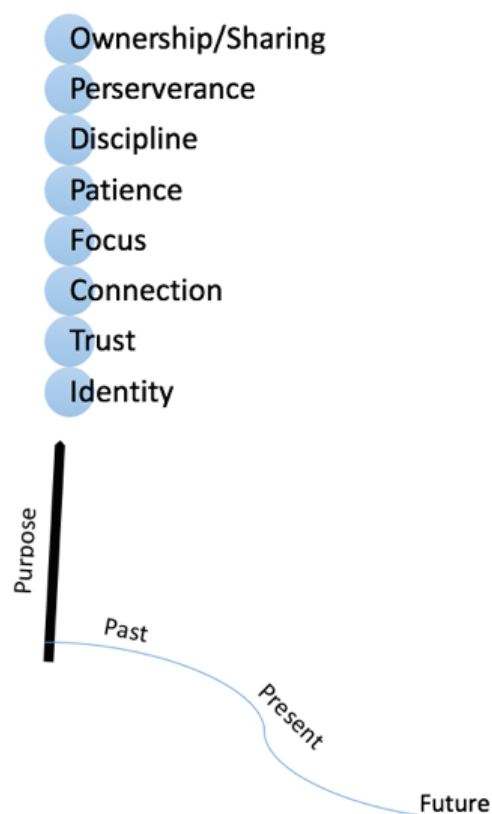 Ownership/Sharing
Perserverance
Discipline
Patience
Focus
Connection
Trust
Identity
Purpose
Past
Present
Future